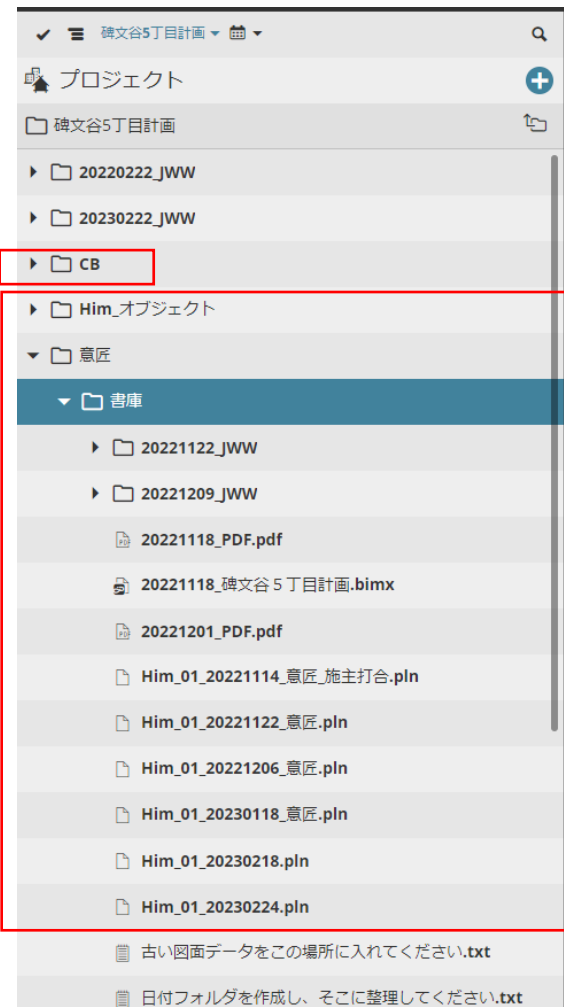 碑文谷5丁目計画
プロジェクト
碑文谷5丁目計画
20220222_JWW
20230222_JWW
CB
Him_オブジェクト
意匠
書庫
20221122_JWW
20221209_JWW
20221118_PDF.pdf
20221118_碑文谷５丁目計画.bimx
20221201_PDF.pdf
Him_01_20221114_意匠_施主打合.pln
Him_01_20221122_意匠.pln
Him_01_20221206_意匠.pln
Him_01_20230118_意匠.pln
Him_01_20230218.pln
Him_01_20230224.pln
古い図面データをこの場所に入れてください.txt
日付フォルダを作成し、そこに整理してください.txt